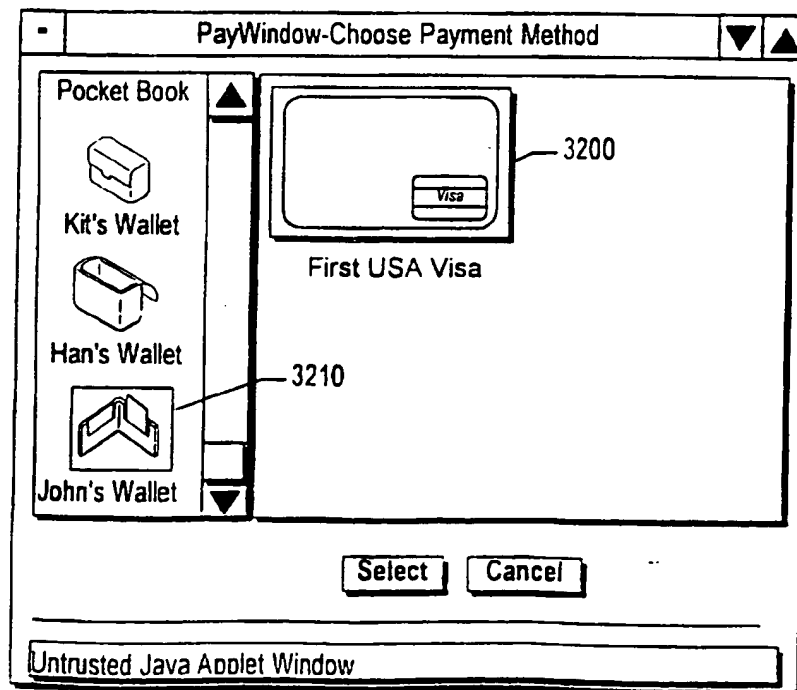 PayWindow-Choose Payment Method
Pocket Book
Kit's Wallet
Han's Wallet
John's Wallet
3210
Visa
3200
First USA Visa
Select
Cancel
Untrusted Java Applet Window